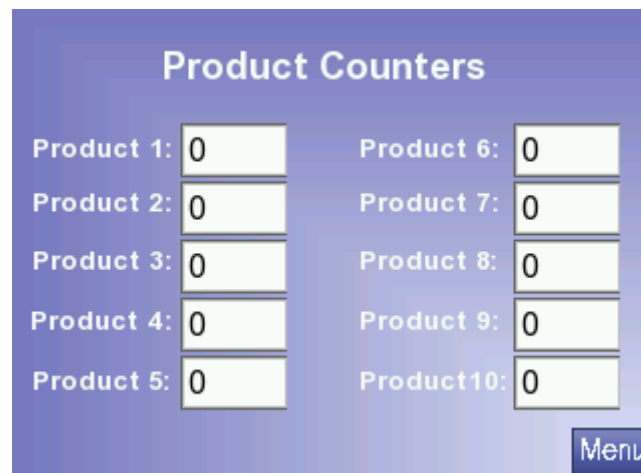 Product Counters
Product 1: 0 Product 6: 0
Product 2: 0 Product 7: 0
Product 3: 0 Product 8: 0
Product 4: 0 Product 9: 0
Product 5: 0 Product10: 0
Menu